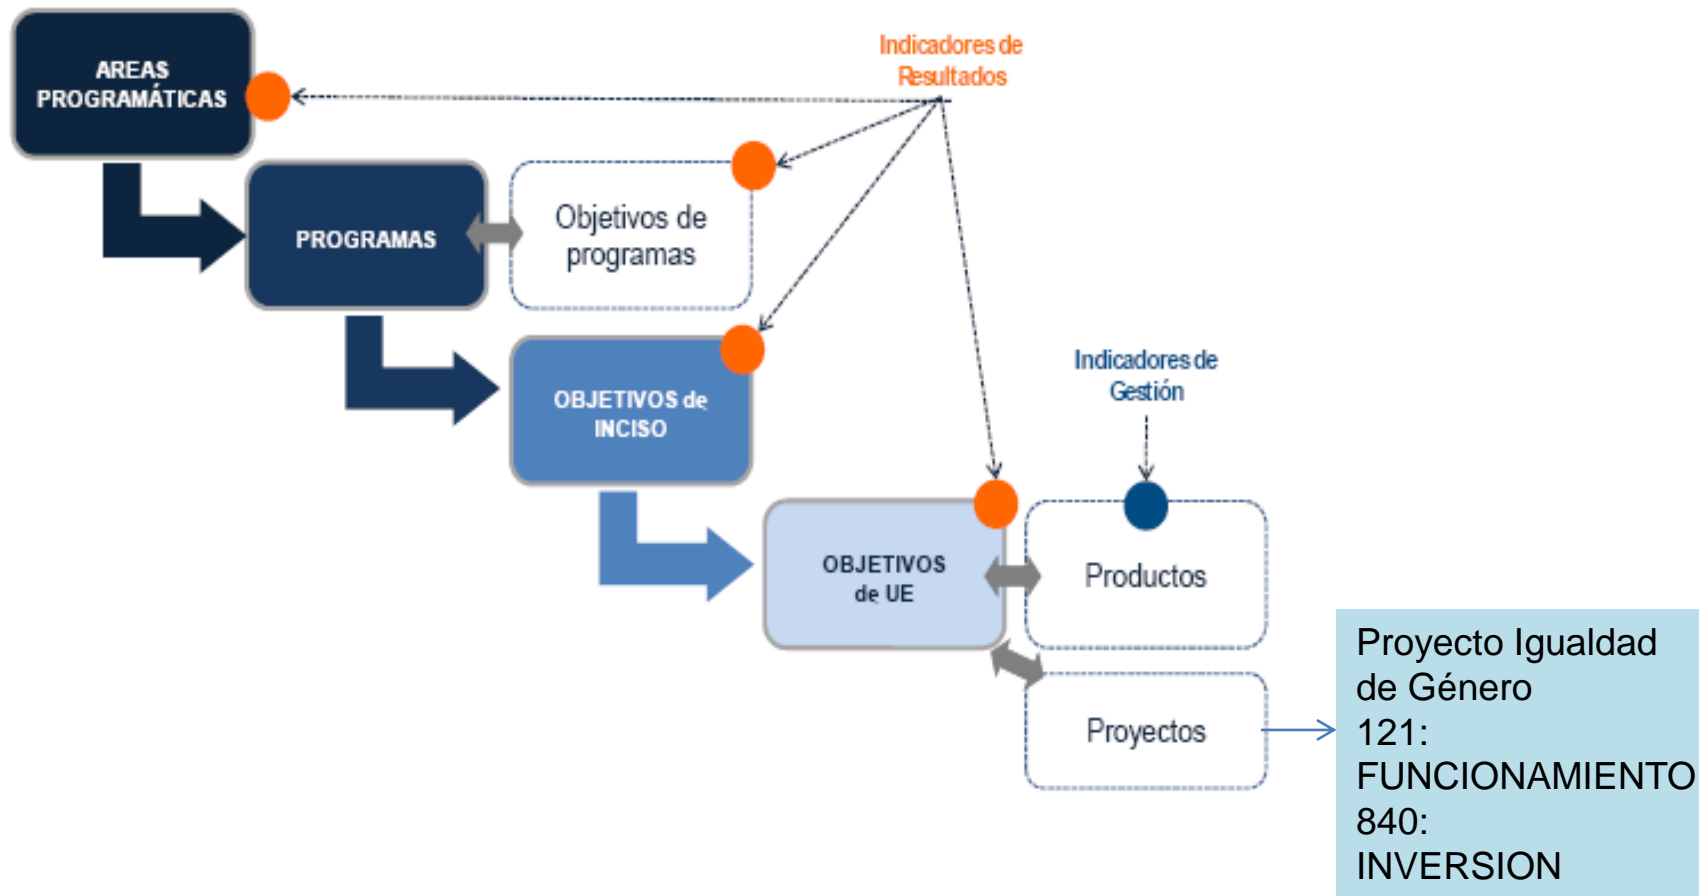 AREAS
PROGRAMÁTICAS
Indicadores de
Resultados
PROGRAMAS
Objetivos de
programas
OBJETIVOS de
INCISO
Indicadores de
Gestión
OBJETIVOS
de UE
Productos
Proyectos
Proyecto Igualdad
de Género
121:
FUNCIONAMIENTO
840:
INVERSION